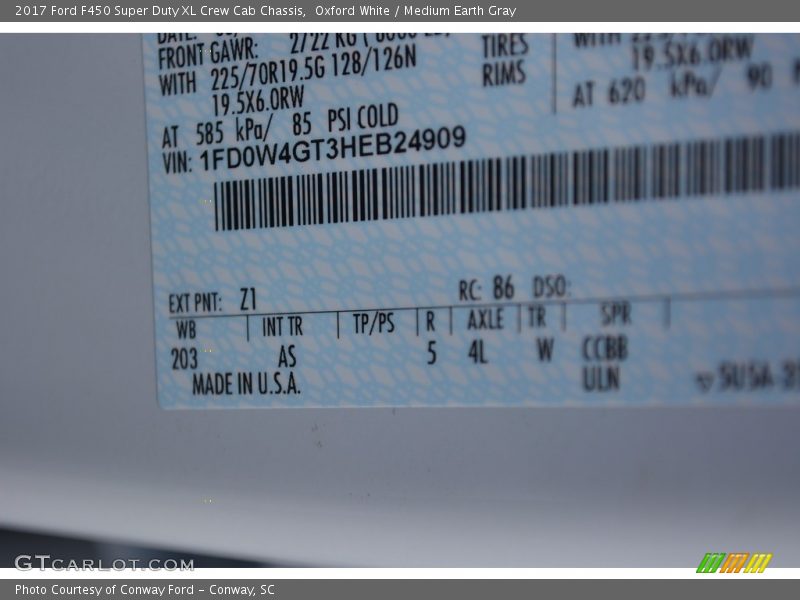 2017 Ford F450 Super Duty XL Crew Cab Chassis, Oxford White / Medium Earth Gray
FRONT GAWR:
WITH 225/70R19.5G 128/126N TIRES
19.5X6.0RW RIMS
AT 585 kPa/ 85 PSI COLD
WITH
19.5X6.0RW
AT 620 kPa/ 90
VIN: 1FD0W4GT3HEB24909
EXT PNT: Z1 RC: 86 DSO:
WB INT TR TP/PS R AXLE TR SPR
203 AS 5 4L W CCBB
MADE IN U.S.A. ULN
GTCARLOT.COM
Photo Courtesy of Conway Ford - Conway, SC